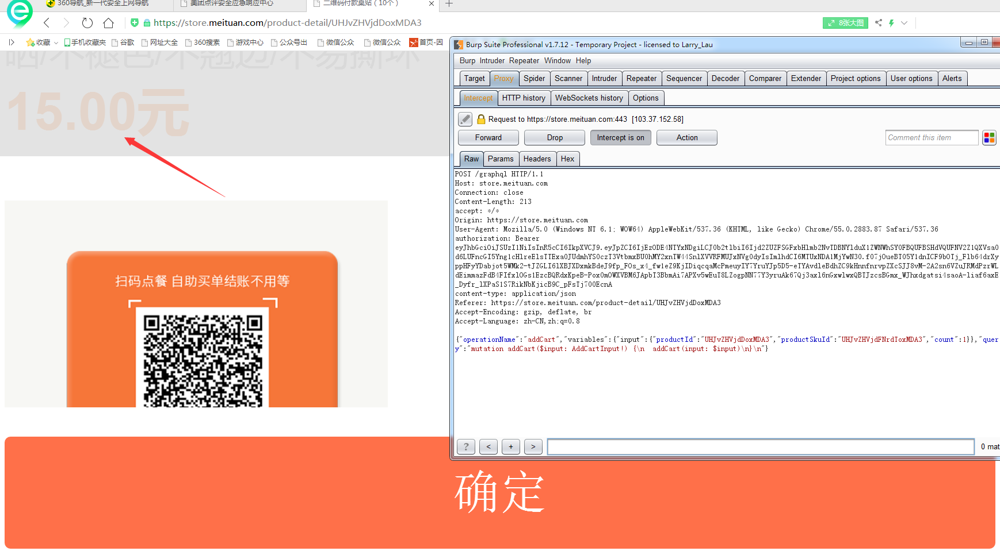 360导航_新一代安全上网导航
美团点评安全应急响应中心
二维码付款桌贴（10个）
https://store.meituan.com/product-detail/UHJvZHVjdDoxMDA3
8张大图
收藏 手机收藏夹 谷歌 网址大全 360搜索 游戏中心 公众号出 微信公众 微信公众 首页-因
晒/不褪色/不翘边/不易撕坏
15.00元
扫码点餐 自助买单结账不用等
确定
Burp Suite Professional v1.7.12 - Temporary Project - licensed to Larry_Lau
Burp Intruder Repeater Window Help
Target Proxy Spider Scanner Intruder Repeater Sequencer Decoder Comparer Extender Project options User options Alerts
Intercept HTTP history WebSockets history Options
Request to https://store.meituan.com:443 [103.37.152.58]
Forward Drop Intercept is on Action Comment this item
Raw Params Headers Hex
POST /graphql HTTP/1.1
Host: store.meituan.com
Connection: close
Content-Length: 213
accept: */*
Origin: https://store.meituan.com
User-Agent: Mozilla/5.0 (Windows NT 6.1; WOW64) AppleWebKit/537.36 (KHTML, like Gecko) Chrome/55.0.2883.87 Safari/537.36
authorization: Bearer
content-type: application/json
Referer: https://store.meituan.com/product-detail/UHJvZHVjdDoxMDA3
Accept-Encoding: gzip, deflate, br
Accept-Language: zh-CN,zh;q=0.8
{"operationName":"addCart","variables":{"input":{"productId":"UHJvZHVjdDoxMDA3","productSkuId":"UHJvZHVjdFNrdToxMDA3","count":1}},"quer
y":"mutation addCart($input: AddCartInput!) {\n  addCart(input: $input)\n}\n"}
? < + > 0 mat